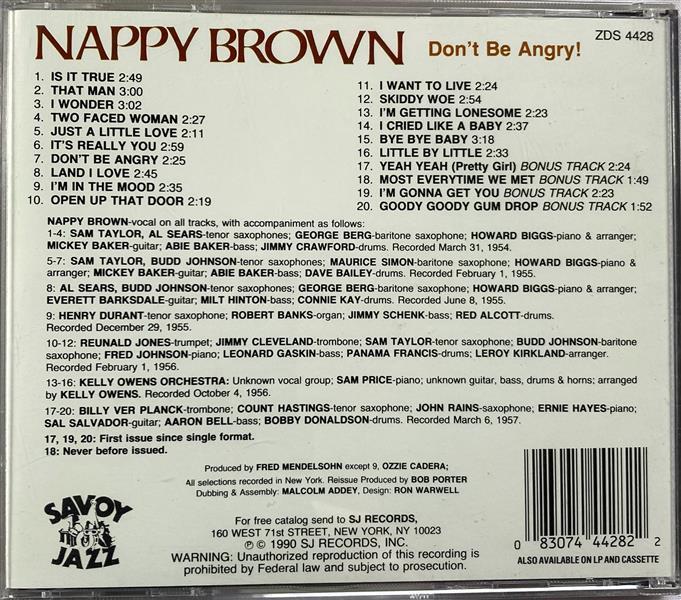 NAPPY BROWN Don't Be Angry! ZDS 4428
1. IS IT TRUE 2:49
2. THAT MAN 3:00
3. I WONDER 3:02
4. TWO FACED WOMAN 2:27
5. JUST A LITTLE LOVE 2:11
6. IT'S REALLY YOU 2:59
7. DON'T BE ANGRY 2:25
8. LAND I LOVE 2:45
9. I'M IN THE MOOD 2:35
10. OPEN UP THAT DOOR 2:19
11. I WANT TO LIVE 2:24
12. SKIDDY WOE 2:54
13. I'M GETTING LONESOME 2:23
14. I CRIED LIKE A BABY 2:37
15. BYE BYE BABY 3:18
16. LITTLE BY LITTLE 2:33
17. YEAH YEAH (Pretty Girl) BONUS TRACK 2:24
18. MOST EVERYTIME WE MET BONUS TRACK 1:49
19. I'M GONNA GET YOU BONUS TRACK 2:23
20. GOODY GOODY GUM DROP BONUS TRACK 1:52
NAPPY BROWN-vocal on all tracks, with accompaniment as follows:
1-4: SAM TAYLOR, AL SEARS-tenor saxophones; GEORGE BERG-baritone saxophone; HOWARD BIGGS-piano & arranger;
MICKEY BAKER-guitar; ABIE BAKER-bass; JIMMY CRAWFORD-drums. Recorded March 31, 1954.
5-7: SAM TAYLOR, BUDD JOHNSON-tenor saxophones; MAURICE SIMON-baritone saxophone; HOWARD BIGGS-piano &
arranger; MICKEY BAKER-guitar; ABIE BAKER-bass; DAVE BAILEY-drums. Recorded February 1, 1955.
8: AL SEARS, BUDD JOHNSON-tenor saxophones; GEORGE BERG-baritone saxophone; HOWARD BIGGS-piano & arranger;
EVERETT BARKSDALE-guitar; MILT HINTON-bass; CONNIE KAY-drums. Recorded June 8, 1955.
9: HENRY DURANT-tenor saxophone; ROBERT BANKS-organ; JIMMY SCHENK-bass; RED ALCOTT-drums.
Recorded December 29, 1955.
10-12: REUNALD JONES-trumpet; JIMMY CLEVELAND-trombone; SAM TAYLOR-tenor saxophone; BUDD JOHNSON-baritone
saxophone; FRED JOHNSON-piano; LEONARD GASKIN-bass; PANAMA FRANCIS-drums; LEROY KIRKLAND-arranger.
Recorded February 1, 1956.
13-16: KELLY OWENS ORCHESTRA: Unknown vocal group; SAM PRICE-piano; unknown guitar, bass, drums & horns; arranged
by KELLY OWENS. Recorded October 4, 1956.
17-20: BILLY VER PLANCK-trombone; COUNT HASTINGS-tenor saxophone; JOHN RAINS-saxophone; ERNIE HAYES-piano;
SAL SALVADOR-guitar; AARON BELL-bass; BOBBY DONALDSON-drums. Recorded March 6, 1957.
17, 19, 20: First issue since single format.
18: Never before issued.
Produced by FRED MENDELSOHN except 9, OZZIE CADERA;
All selections recorded in New York. Reissue Produced by BOB PORTER
Dubbing & Assembly: MALCOLM ADDEY, Design: RON WARWELL
SAVOY
JAZZ
For free catalog send to SJ RECORDS,
160 WEST 71st STREET, NEW YORK, NY 10023
℗ © 1990 SJ RECORDS, INC.
WARNING: Unauthorized reproduction of this recording is
prohibited by Federal law and subject to prosecution.
0 83074 44282 2
ALSO AVAILABLE ON LP AND CASSETTE